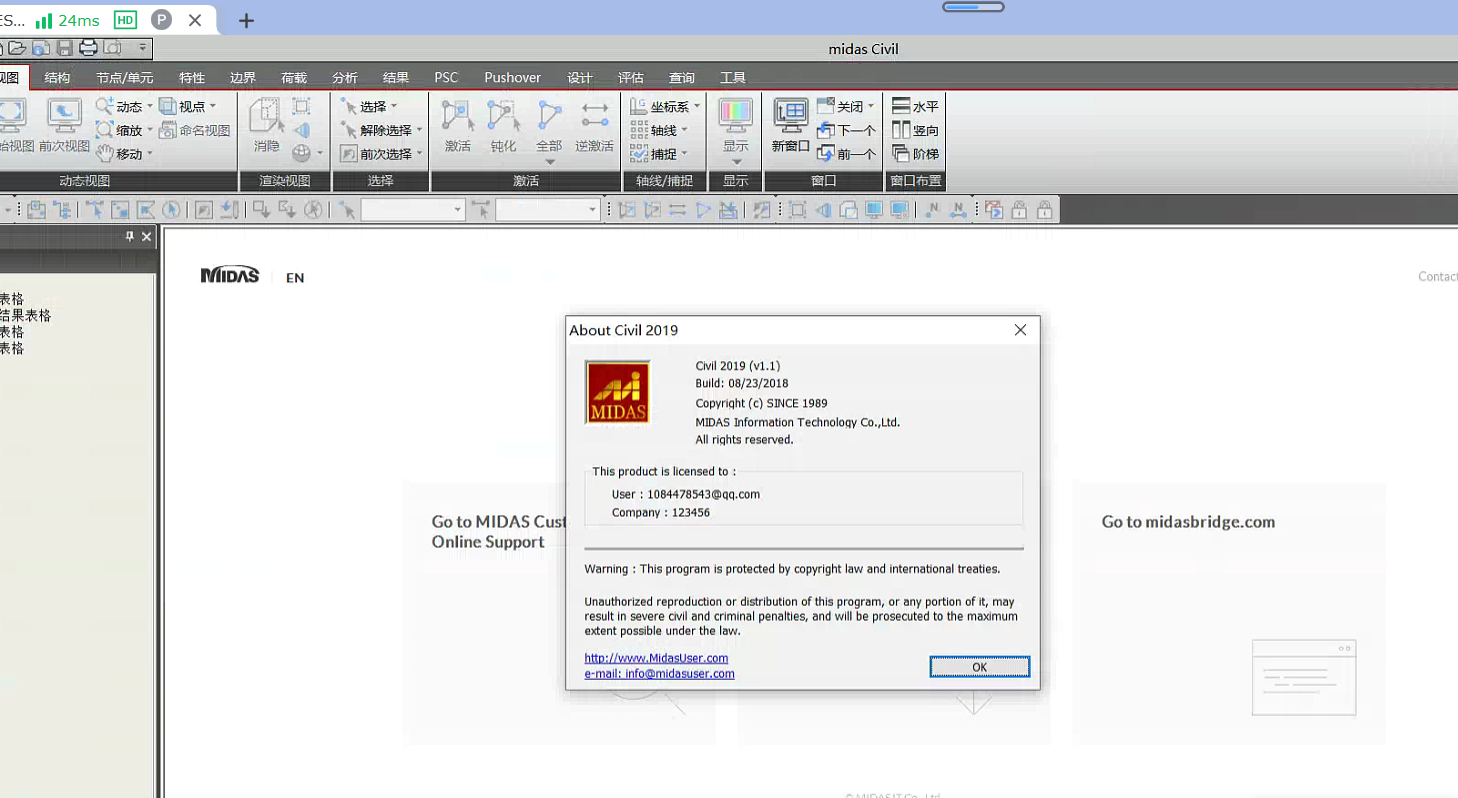 ES... 24ms HD P
midas Civil
视图 结构 节点/单元 特性 边界 荷载 分析 结果 PSC Pushover 设计 评估 查询 工具
动态 视点 选择 坐标系 关闭 水平
缩放 命名视图 解除选择 轴线 下一个 竖向
始视图 前次视图 移动 消隐 前次选择 激活 钝化 全部 逆激活 捕捉 显示 新窗口 前一个 阶梯
动态视图 渲染视图 选择 激活 轴线/捕捉 显示 窗口 窗口布置
表格
结果表格
表格
表格
MIDAS EN Contact
About Civil 2019
Civil 2019 (v1.1)
Build: 08/23/2018
Copyright (c) SINCE 1989
MIDAS Information Technology Co.,Ltd.
All rights reserved.
MIDAS
This product is licensed to :
User : 1084478543@qq.com
Company : 123456
Warning : This program is protected by copyright law and international treaties.
Unauthorized reproduction or distribution of this program, or any portion of it, may
result in severe civil and criminal penalties, and will be prosecuted to the maximum
extent possible under the law.
http://www.MidasUser.com
e-mail: info@midasuser.com
OK
Go to MIDAS Cust
Online Support
Go to midasbridge.com
© MIDAS IT Co., Ltd.